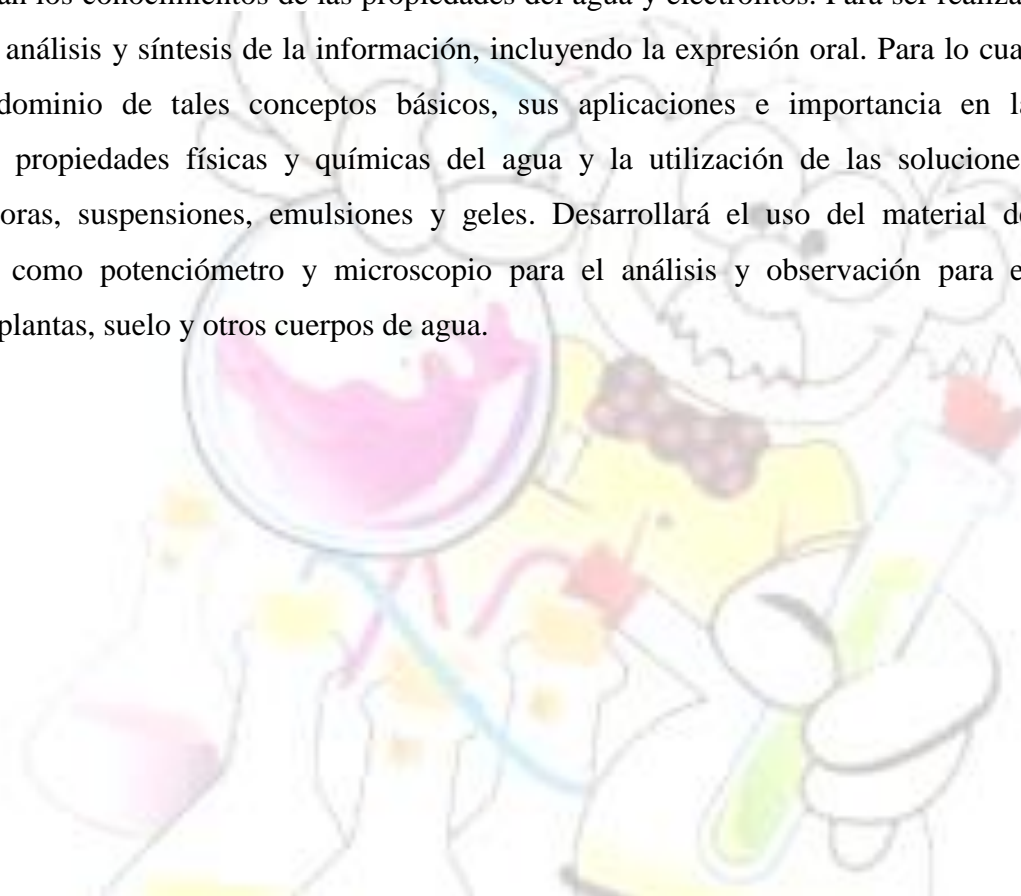 an los conocimientos de las propiedades del agua y electrolitos. Para ser realiza
análisis y síntesis de la información, incluyendo la expresión oral. Para lo cua
dominio de tales conceptos básicos, sus aplicaciones e importancia en la
propiedades físicas y químicas del agua y la utilización de las solucione
oras, suspensiones, emulsiones y geles. Desarrollará el uso del material de
como potenciómetro y microscopio para el análisis y observación para e
plantas, suelo y otros cuerpos de agua.